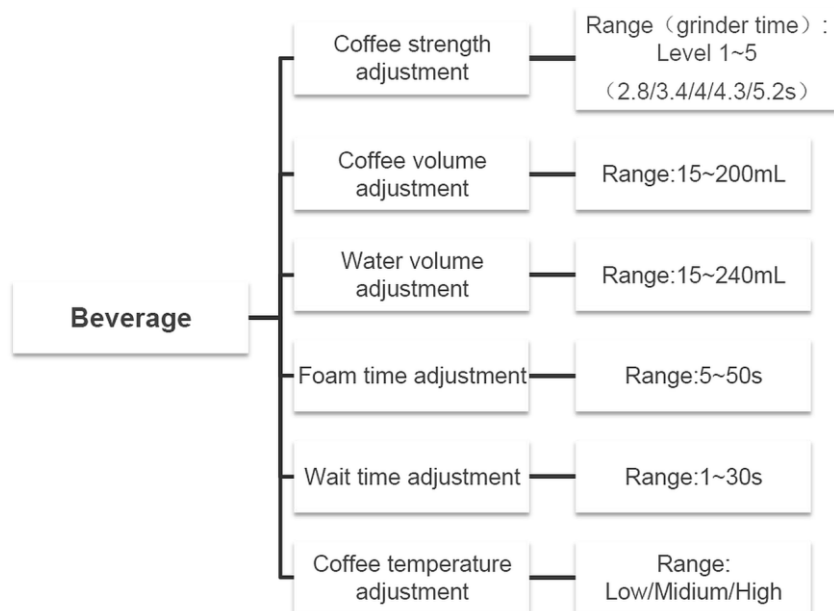 Beverage
Coffee strength
adjustment
Range（grinder time）:
Level 1~5
（2.8/3.4/4/4.3/5.2s）
Coffee volume
adjustment
Range:15~200mL
Water volume
adjustment
Range:15~240mL
Foam time adjustment
Range:5~50s
Wait time adjustment
Range:1~30s
Coffee temperature
adjustment
Range:
Low/Midium/High